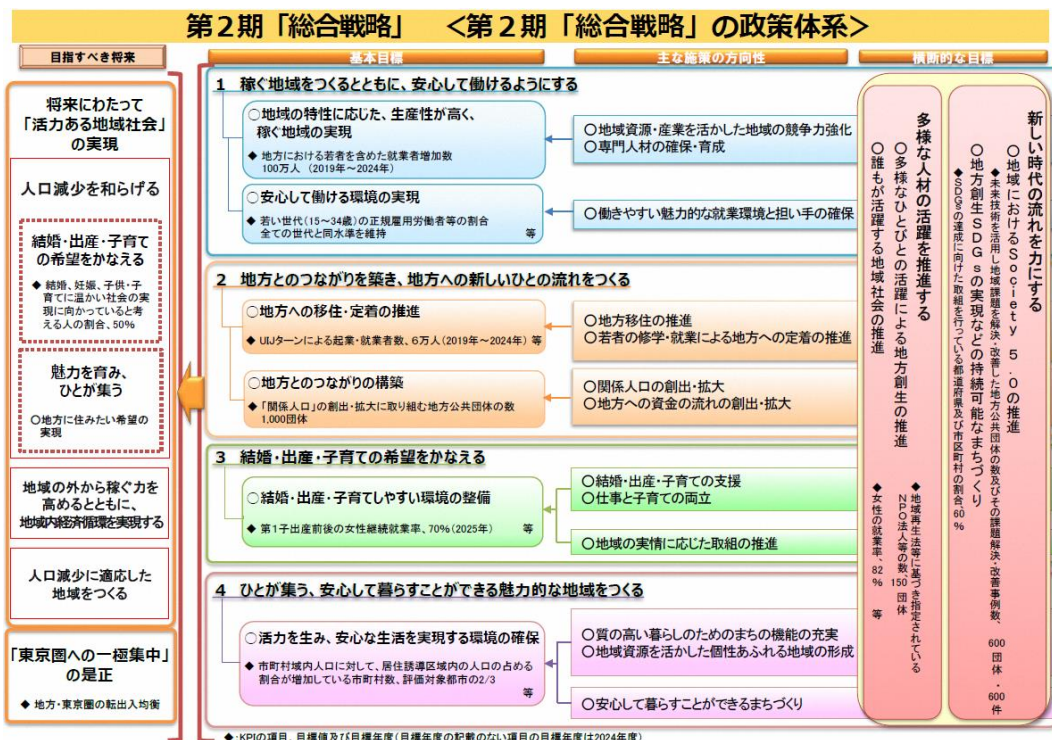 第２期「総合戦略」　＜第２期「総合戦略」の政策体系＞
目指すべき将来
将来にわたって
「活力ある地域社会」
の実現
人口減少を和らげる
結婚・出産・子育て
の希望をかなえる
◆ 結婚、妊娠、子供・子
育てに温かい社会の実
現に向かっていると考
える人の割合、50%
魅力を育み、
ひとが集う
○地方に住みたい希望の
実現
地域の外から稼ぐ力を
高めるとともに、
地域内経済循環を実現する
人口減少に適応した
地域をつくる
「東京圏への一極集中」
の是正
◆ 地方・東京圏の転出入均衡
基本目標
主な施策の方向性
１ 稼ぐ地域をつくるとともに、安心して働けるようにする
○地域の特性に応じた、生産性が高く、
稼ぐ地域の実現
◆ 地方における若者を含めた就業者増加数
100万人（2019年～2024年）
○地域資源・産業を活かした地域の競争力強化
○専門人材の確保・育成
○安心して働ける環境の実現
◆ 若い世代（15～34歳）の正規雇用労働者等の割合
全ての世代と同水準を維持　等
○働きやすい魅力的な就業環境と担い手の確保
２ 地方とのつながりを築き、地方への新しいひとの流れをつくる
○地方への移住・定着の推進
◆ UIJターンによる起業・就業者数、6万人（2019年～2024年） 等
○地方移住の推進
○若者の修学・就業による地方への定着の推進
○地方とのつながりの構築
◆ 「関係人口」の創出・拡大に取り組む地方公共団体の数
1,000団体
○関係人口の創出・拡大
○地方への資金の流れの創出・拡大
３ 結婚・出産・子育ての希望をかなえる
○結婚・出産・子育てしやすい環境の整備
◆ 第1子出産前後の女性継続就業率、70%（2025年）　等
○結婚・出産・子育ての支援
○仕事と子育ての両立
○地域の実情に応じた取組の推進
４ ひとが集う、安心して暮らすことができる魅力的な地域をつくる
○活力を生み、安心な生活を実現する環境の確保
◆ 市町村域内人口に対して、居住誘導区域内の人口の占める
割合が増加している市町村数、評価対象都市の2/3
等
○質の高い暮らしのためのまちの機能の充実
○地域資源を活かした個性あふれる地域の形成
○安心して暮らすことができるまちづくり
横断的な目標
新しい時代の流れを力にする
○地域におけるSociety 5.0の推進
◆未来技術を活用し地域課題を解決・改善した地方公共団体の数及びその課題解決・改善事例数、600団体・600件
○地方創生SDGsの実現などの持続可能なまちづくり
◆SDGsの達成に向けた取組を行っている都道府県及び市区町村の割合、60%
多様な人材の活躍を推進する
○多様なひとびとの活躍による地方創生の推進
◆地域再生法等に基づき指定されている
NPO法人等の数、150団体
○誰もが活躍する地域社会の推進
◆女性の就業率、82% 等
◆：KPIの項目、目標値及び目標年度（目標年度の記載のない項目の目標年度は2024年度）